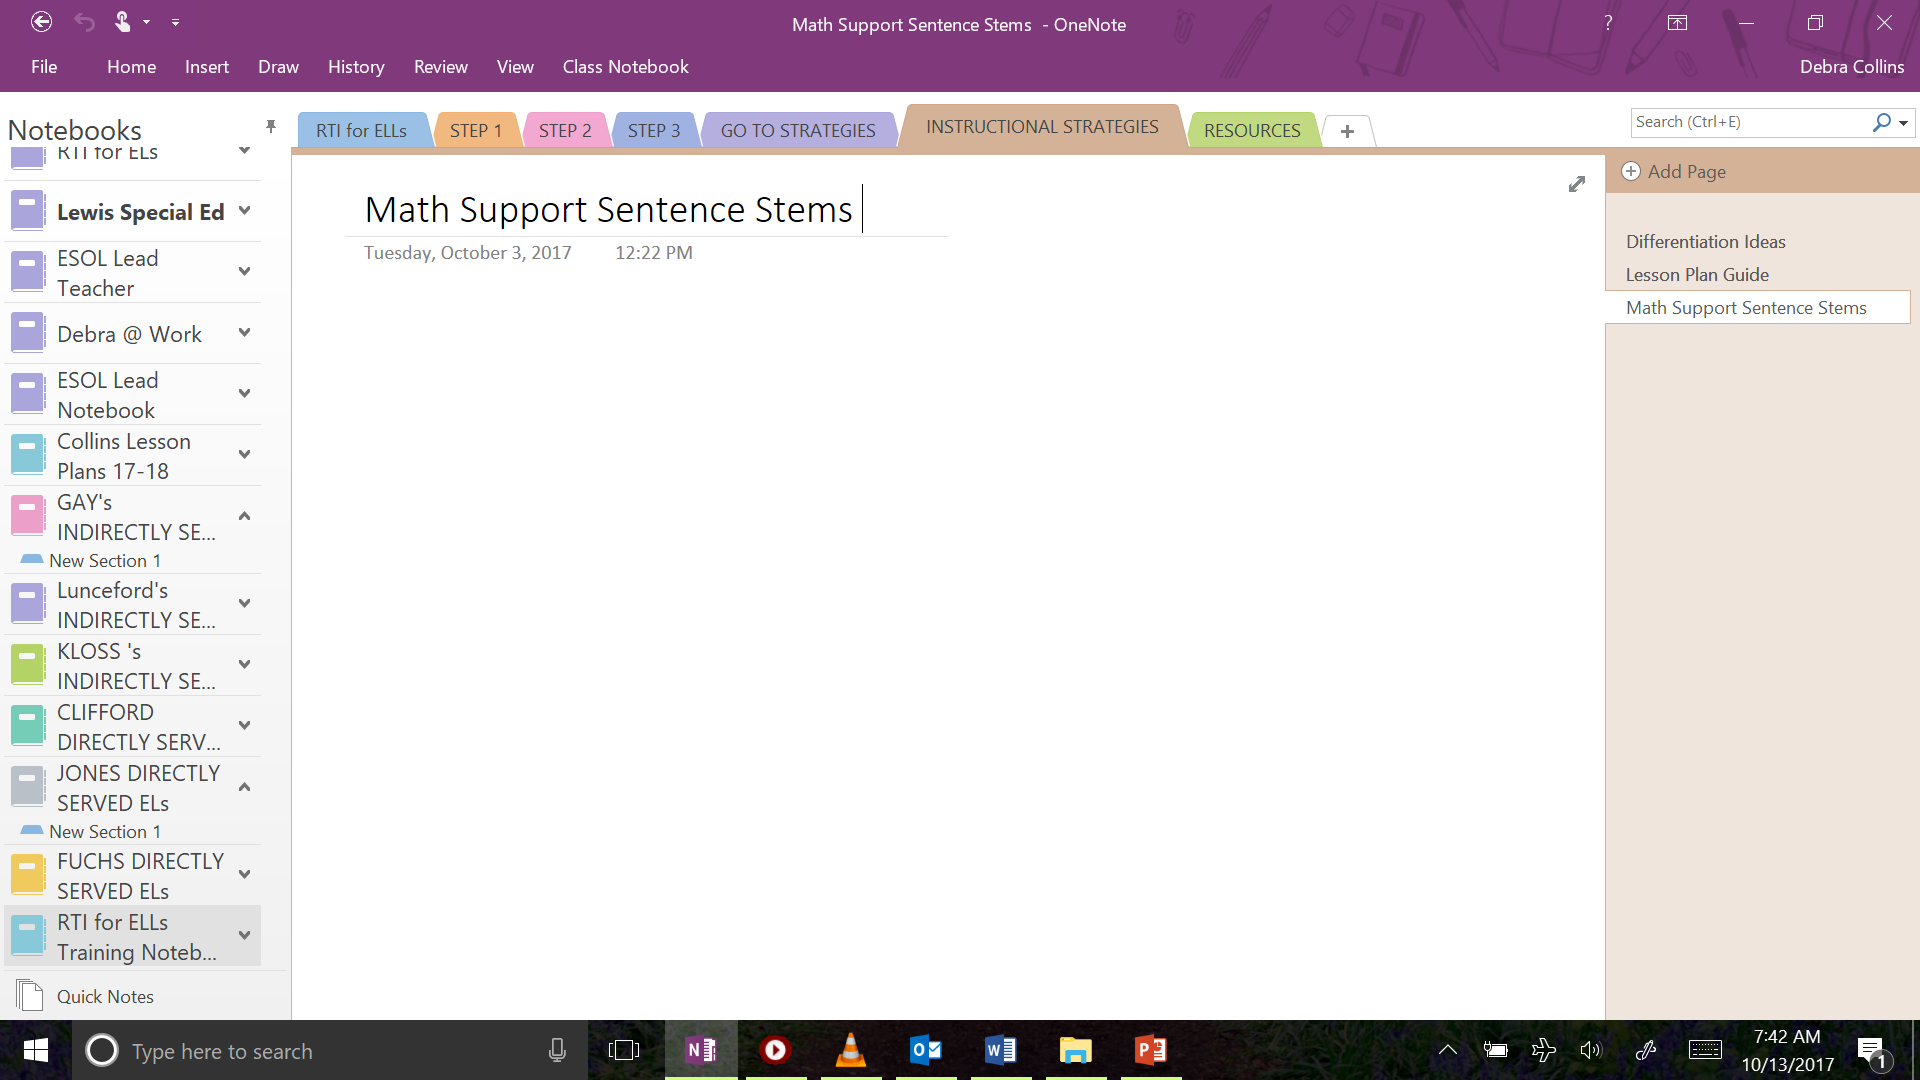 Math Support Sentence Stems - OneNote
?
File Home Insert Draw History Review View Class Notebook
Debra Collins
Notebooks
RTI for ELs
Lewis Special Ed
ESOL Lead
Teacher
Debra @ Work
ESOL Lead
Notebook
Collins Lesson
Plans 17-18
GAY's
INDIRECTLY SE...
New Section 1
Lunceford's
INDIRECTLY SE...
KLOSS 's
INDIRECTLY SE...
CLIFFORD
DIRECTLY SERV...
JONES DIRECTLY
SERVED ELs
New Section 1
FUCHS DIRECTLY
SERVED ELs
RTI for ELLs
Training Noteb...
Quick Notes
RTI for ELLs STEP 1 STEP 2 STEP 3 GO TO STRATEGIES INSTRUCTIONAL STRATEGIES RESOURCES +
Search (Ctrl+E)
Math Support Sentence Stems
Tuesday, October 3, 2017 12:22 PM
Add Page
Differentiation Ideas
Lesson Plan Guide
Math Support Sentence Stems
Type here to search
7:42 AM
10/13/2017
1